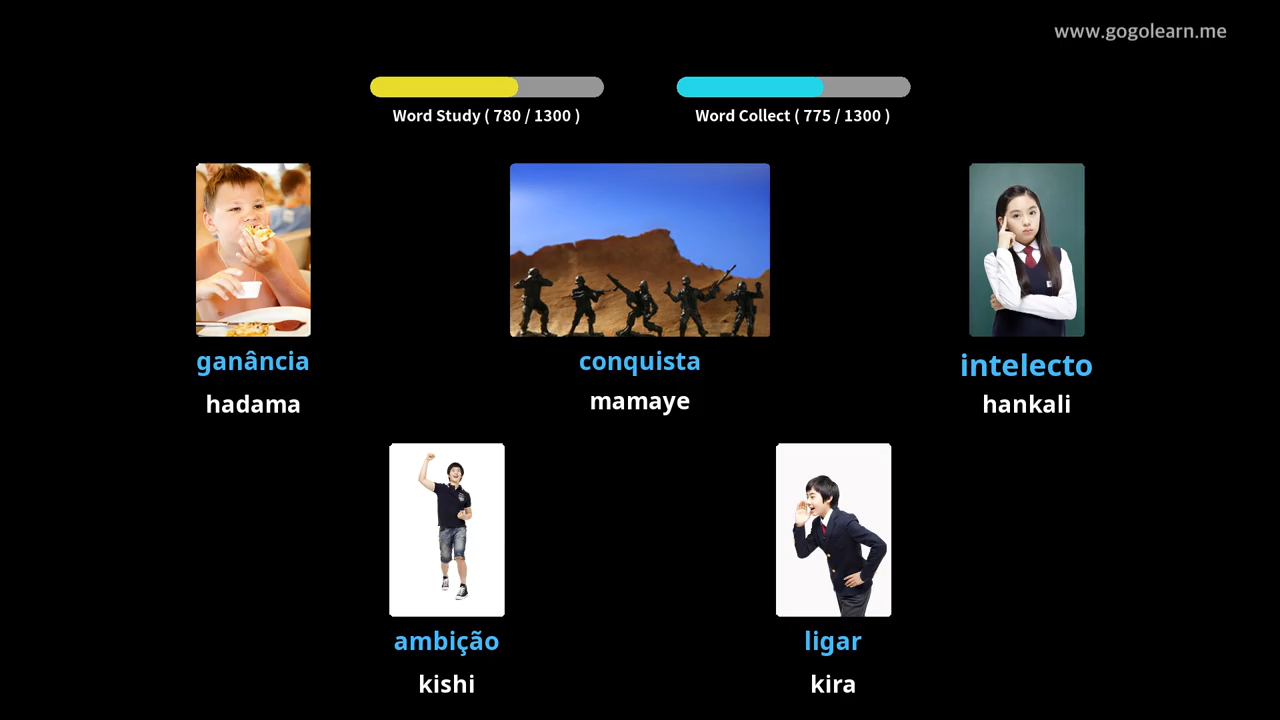 www.gogolearn.me
Word Study ( 780 / 1300 )
Word Collect ( 775 / 1300 )
ganância
hadama
conquista
mamaye
intelecto
hankali
ambição
kishi
ligar
kira